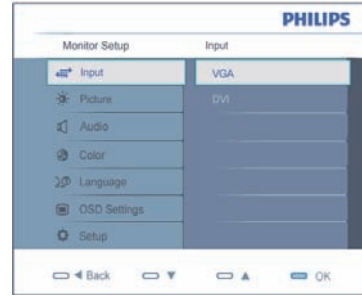 PHILIPS
Monitor Setup
Input
Input
VGA
Picture
DVI
Audio
Color
Language
OSD Settings
Setup
Back
OK